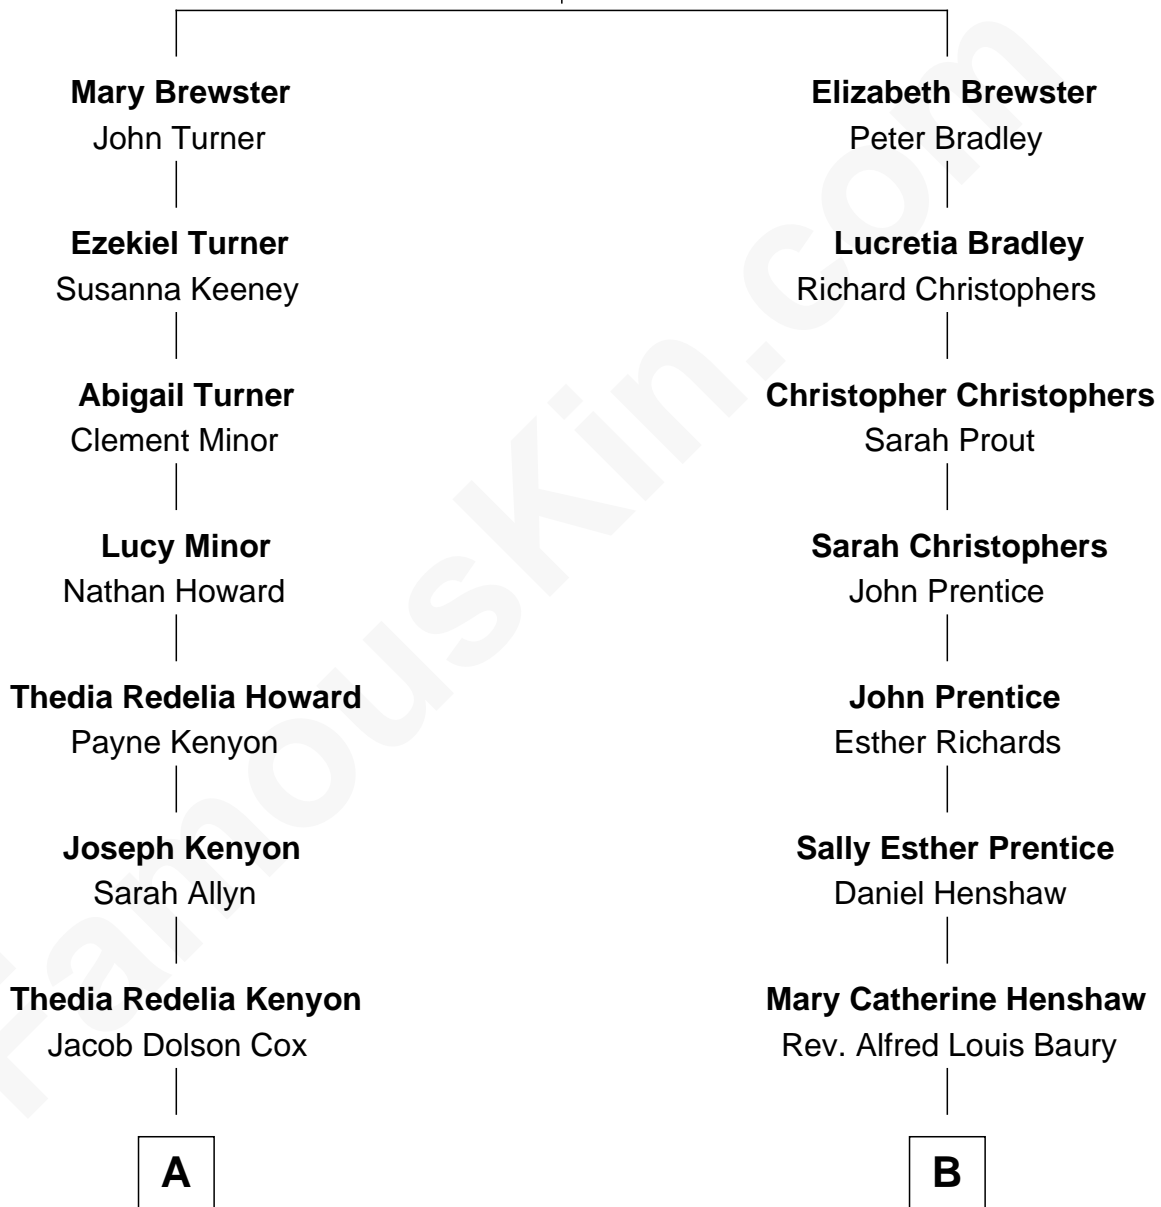 Mary Brewster
John Turner
Ezekiel Turner
Susanna Keeney
Abigail Turner
Clement Minor
Lucy Minor
Nathan Howard
Thedia Redelia Howard
Payne Kenyon
Joseph Kenyon
Sarah Allyn
Thedia Redelia Kenyon
Jacob Dolson Cox
A
Elizabeth Brewster
Peter Bradley
Lucretia Bradley
Richard Christophers
Christopher Christophers
Sarah Prout
Sarah Christophers
John Prentice
John Prentice
Esther Richards
Sally Esther Prentice
Daniel Henshaw
Mary Catherine Henshaw
Rev. Alfred Louis Baury
B
FamousKin.com